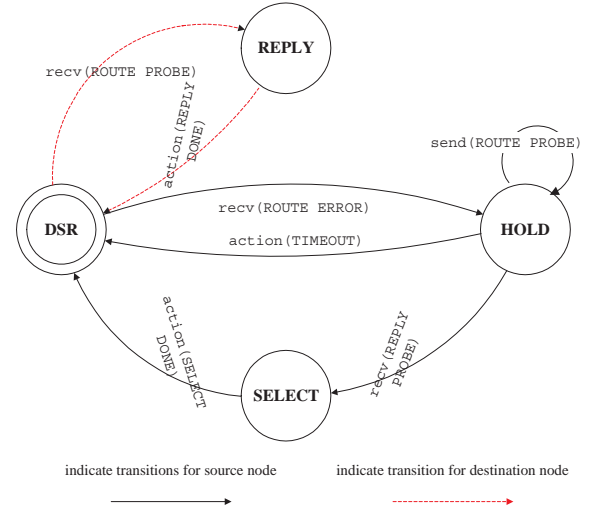 REPLY
recv(ROUTE PROBE)
action(REPLY
DONE)
send(ROUTE PROBE)
DSR
recv(ROUTE ERROR)
HOLD
action(TIMEOUT)
action(SELECT
DONE)
recv(REPLY
PROBE)
SELECT
indicate transitions for source node
indicate transition for destination node